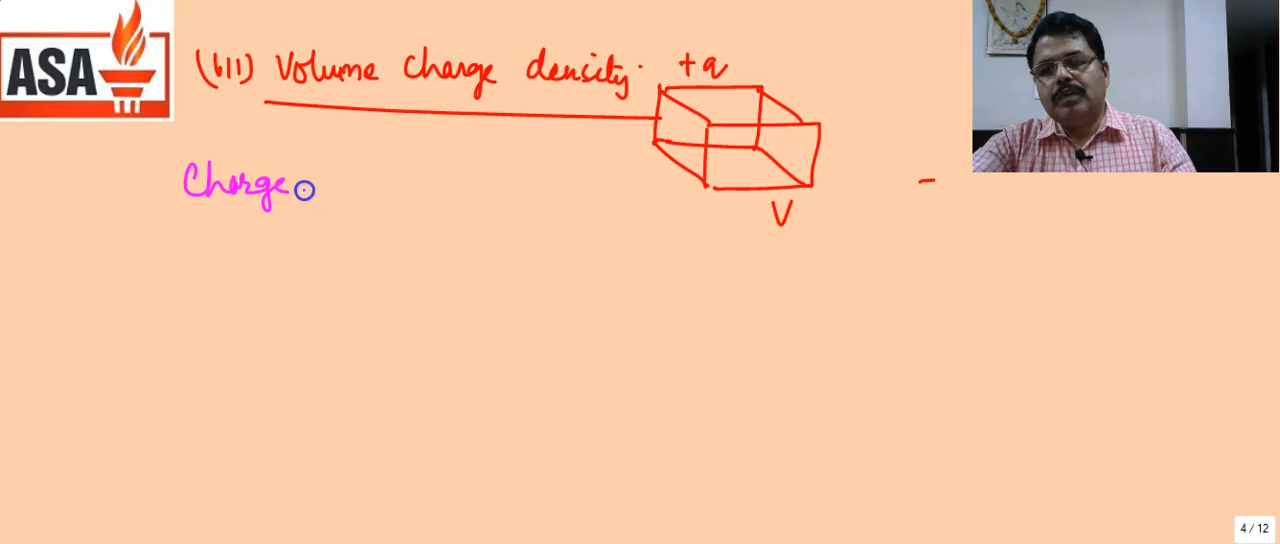 ASA
(iii) Volume Charge density.
+q
V
Charge
4 / 12